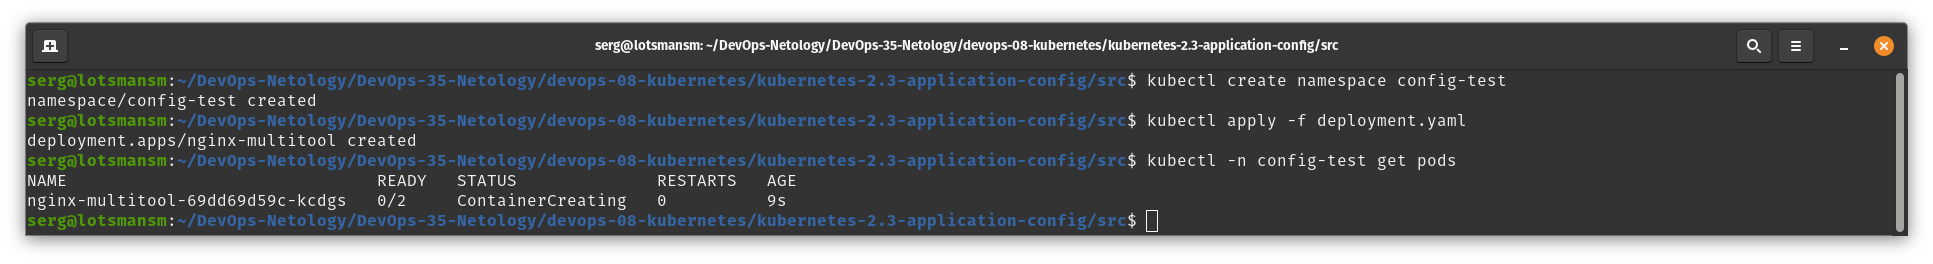 serg@lotsmansm: ~/DevOps-Netology/DevOps-35-Netology/devops-08-kubernetes/kubernetes-2.3-application-config/src
serg@lotsmansm:~/DevOps-Netology/DevOps-35-Netology/devops-08-kubernetes/kubernetes-2.3-application-config/src$ kubectl create namespace config-test
namespace/config-test created
serg@lotsmansm:~/DevOps-Netology/DevOps-35-Netology/devops-08-kubernetes/kubernetes-2.3-application-config/src$ kubectl apply -f deployment.yaml
deployment.apps/nginx-multitool created
serg@lotsmansm:~/DevOps-Netology/DevOps-35-Netology/devops-08-kubernetes/kubernetes-2.3-application-config/src$ kubectl -n config-test get pods
NAME                               READY   STATUS              RESTARTS   AGE
nginx-multitool-69dd69d59c-kcdgs   0/2     ContainerCreating   0          9s
serg@lotsmansm:~/DevOps-Netology/DevOps-35-Netology/devops-08-kubernetes/kubernetes-2.3-application-config/src$